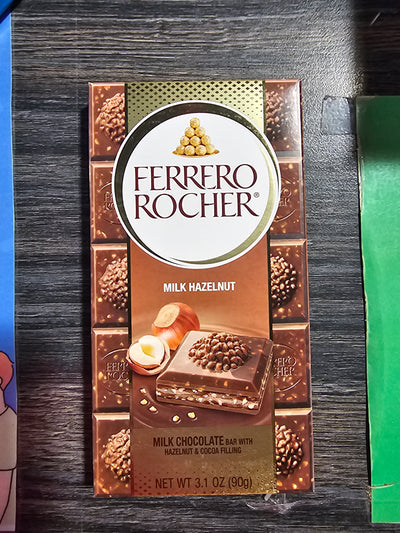 FERRERO
ROCHER®
MILK HAZELNUT
MILK CHOCOLATE BAR WITH
HAZELNUT & COCOA FILLING
NET WT 3.1 OZ (90g)